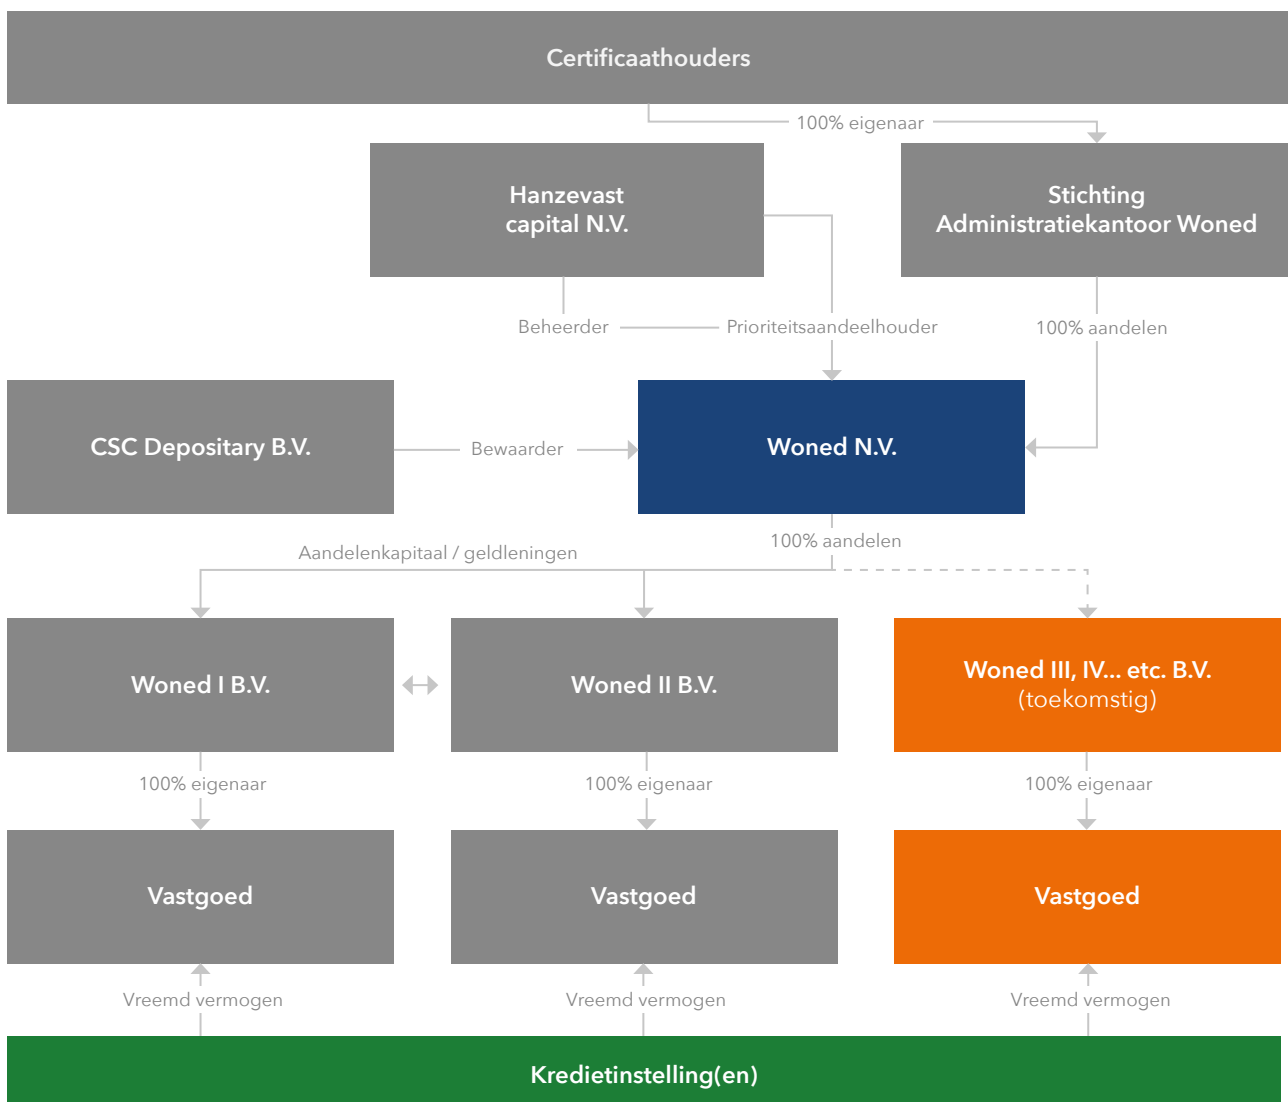 Certificaathouders
100% eigenaar
Hanzevast
capital N.V.
Stichting
Administratiekantoor Woned
Beheerder
Prioriteitsaandeelhouder
100% aandelen
CSC Depositary B.V.
Bewaarder
Woned N.V.
100% aandelen
Aandelenkapitaal / geldleningen
Woned I B.V.
Woned II B.V.
Woned III, IV... etc. B.V.
(toekomstig)
100% eigenaar
100% eigenaar
100% eigenaar
Vastgoed
Vastgoed
Vastgoed
Vreemd vermogen
Vreemd vermogen
Vreemd vermogen
Kredietinstelling(en)